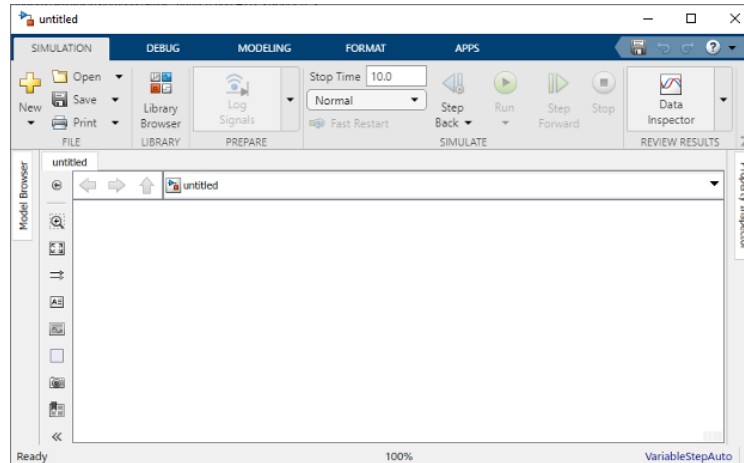 untitled
SIMULATION DEBUG MODELING FORMAT APPS
New
Open
Save
Print
FILE
Library
Browser
LIBRARY
Log
Signals
PREPARE
Stop Time 10.0
Normal
Fast Restart
Step
Back
Run
Step
Forward
Stop
SIMULATE
Data
Inspector
REVIEW RESULTS
Model Browser
untitled
untitled
Property Inspector
Ready 100% VariableStepAuto